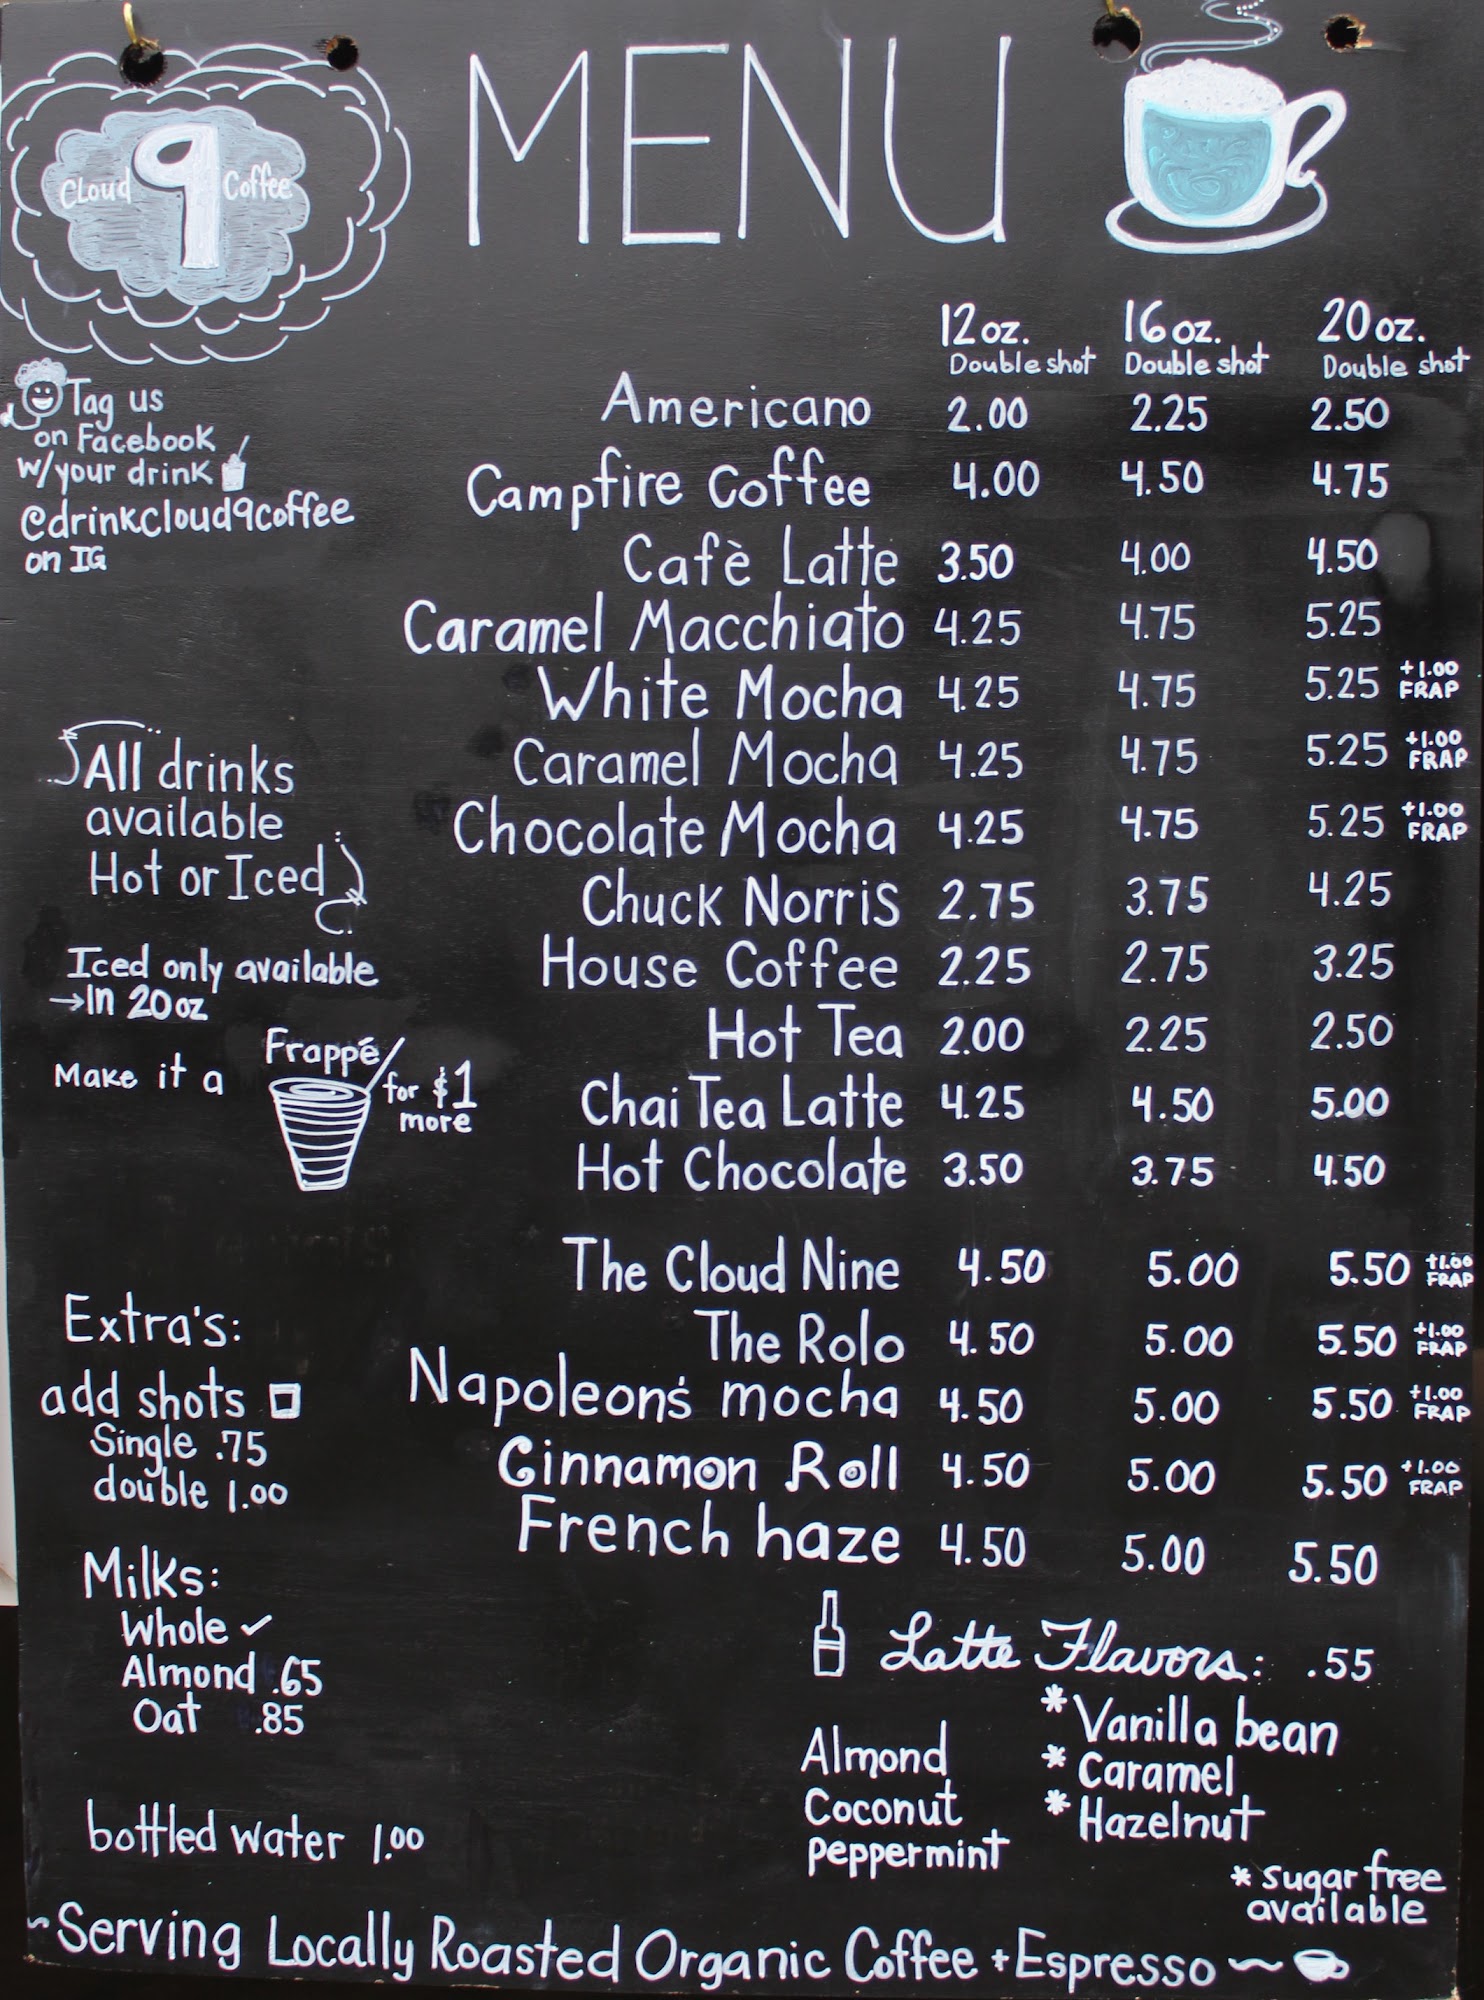 Cloud 9 Coffee
MENU
12 oz. 16 oz. 20 oz.
Double shot Double shot Double shot
Americano 2.00 2.25 2.50
Campfire Coffee 4.00 4.50 4.75
Cafè Latte 3.50 4.00 4.50
Caramel Macchiato 4.25 4.75 5.25
White Mocha 4.25 4.75 5.25 +1.00 FRAP
Caramel Mocha 4.25 4.75 5.25 +1.00 FRAP
Chocolate Mocha 4.25 4.75 5.25 +1.00 FRAP
Chuck Norris 2.75 3.75 4.25
House Coffee 2.25 2.75 3.25
Hot Tea 2.00 2.25 2.50
Chai Tea Latte 4.25 4.50 5.00
Hot Chocolate 3.50 3.75 4.50
The Cloud Nine 4.50 5.00 5.50 +1.00 FRAP
The Rolo 4.50 5.00 5.50 +1.00 FRAP
Napoleon's mocha 4.50 5.00 5.50 +1.00 FRAP
Cinnamon Roll 4.50 5.00 5.50 +1.00 FRAP
French haze 4.50 5.00 5.50
Tag us
on Facebook
w/your drink
@drinkcloud9coffee
on IG
All drinks
available
Hot or Iced
Iced only available
→In 20oz
Make it a Frappé for $1
more
Extra's:
add shots
Single .75
double 1.00
Milks:
Whole ✓
Almond .65
Oat .85
bottled water 1.00
Latte Flavors: .55
* Vanilla bean
* Caramel
* Hazelnut
Almond
Coconut
Peppermint
* sugar free
available
~Serving Locally Roasted Organic Coffee + Espresso~